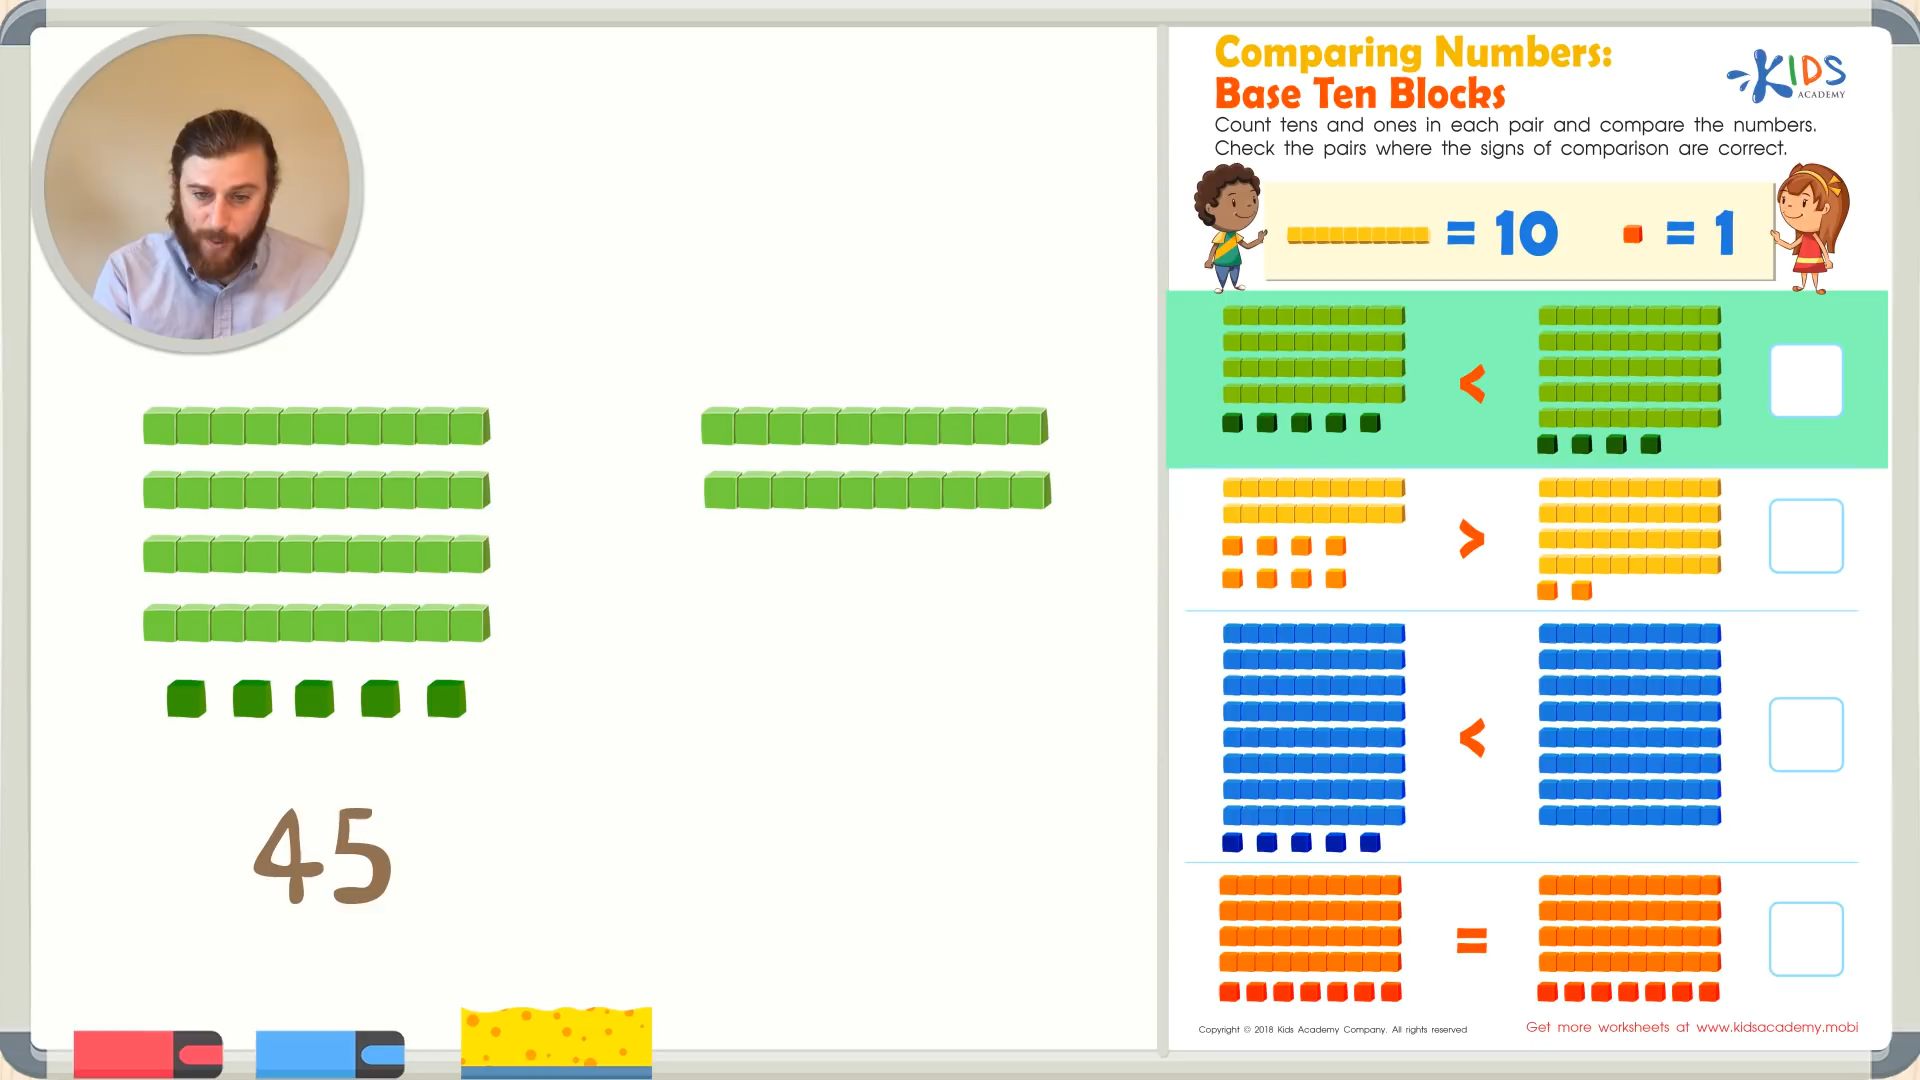 45
Comparing Numbers:
Base Ten Blocks
KIDS
ACADEMY
Count tens and ones in each pair and compare the numbers.
Check the pairs where the signs of comparison are correct.
= 10 = 1
<
>
<
=
Copyright © 2018 Kids Academy Company. All rights reserved
Get more worksheets at www.kidsacademy.mobi